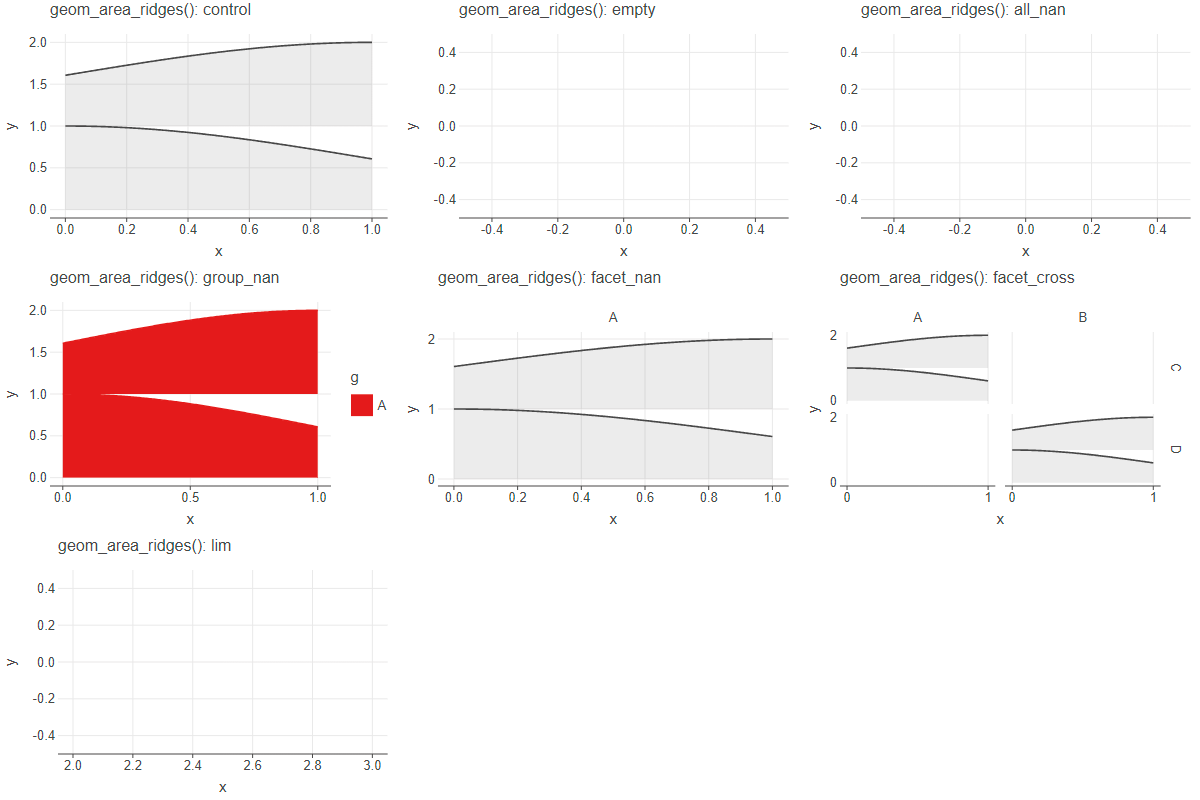 geom_area_ridges(): control
2.0
1.5
1.0
0.5
0.0
y
0.0 0.2 0.4 0.6 0.8 1.0
x
geom_area_ridges(): empty
0.4
0.2
0.0
-0.2
-0.4
y
-0.4 -0.2 0.0 0.2 0.4
x
geom_area_ridges(): all_nan
0.4
0.2
0.0
-0.2
-0.4
y
-0.4 -0.2 0.0 0.2 0.4
x
geom_area_ridges(): group_nan
2.0
1.5
1.0
0.5
0.0
y
0.0 0.5 1.0
x
g
A
geom_area_ridges(): facet_nan
A
2
1
0
y
0.0 0.2 0.4 0.6 0.8 1.0
x
geom_area_ridges(): facet_cross
A B
2
0
C
2
0
D
y
0 1 0 1
x
geom_area_ridges(): lim
0.4
0.2
0.0
-0.2
-0.4
y
2.0 2.2 2.4 2.6 2.8 3.0
x